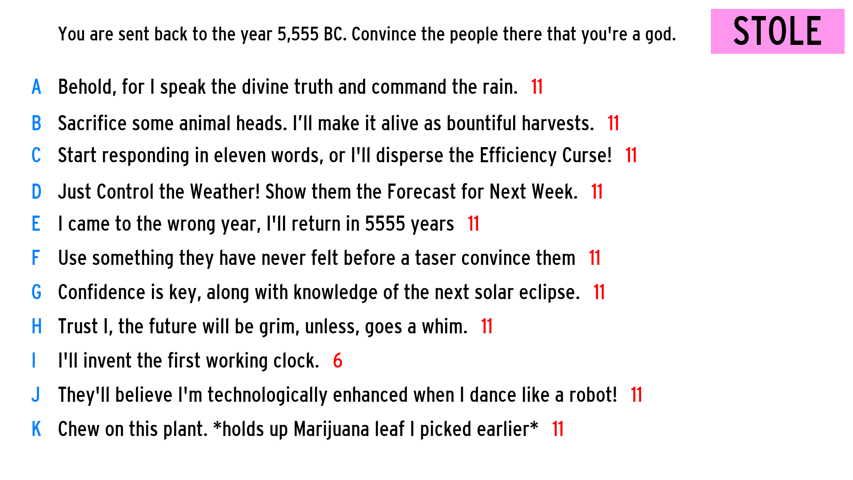 You are sent back to the year 5,555 BC. Convince the people there that you're a god.
STOLE
A Behold, for I speak the divine truth and command the rain. 11
B Sacrifice some animal heads. I'll make it alive as bountiful harvests. 11
C Start responding in eleven words, or I'll disperse the Efficiency Curse! 11
D Just Control the Weather! Show them the Forecast for Next Week. 11
E I came to the wrong year, I'll return in 5555 years 11
F Use something they have never felt before a taser convince them 11
G Confidence is key, along with knowledge of the next solar eclipse. 11
H Trust I, the future will be grim, unless, goes a whim. 11
I I'll invent the first working clock. 6
J They'll believe I'm technologically enhanced when I dance like a robot! 11
K Chew on this plant. *holds up Marijuana leaf I picked earlier* 11